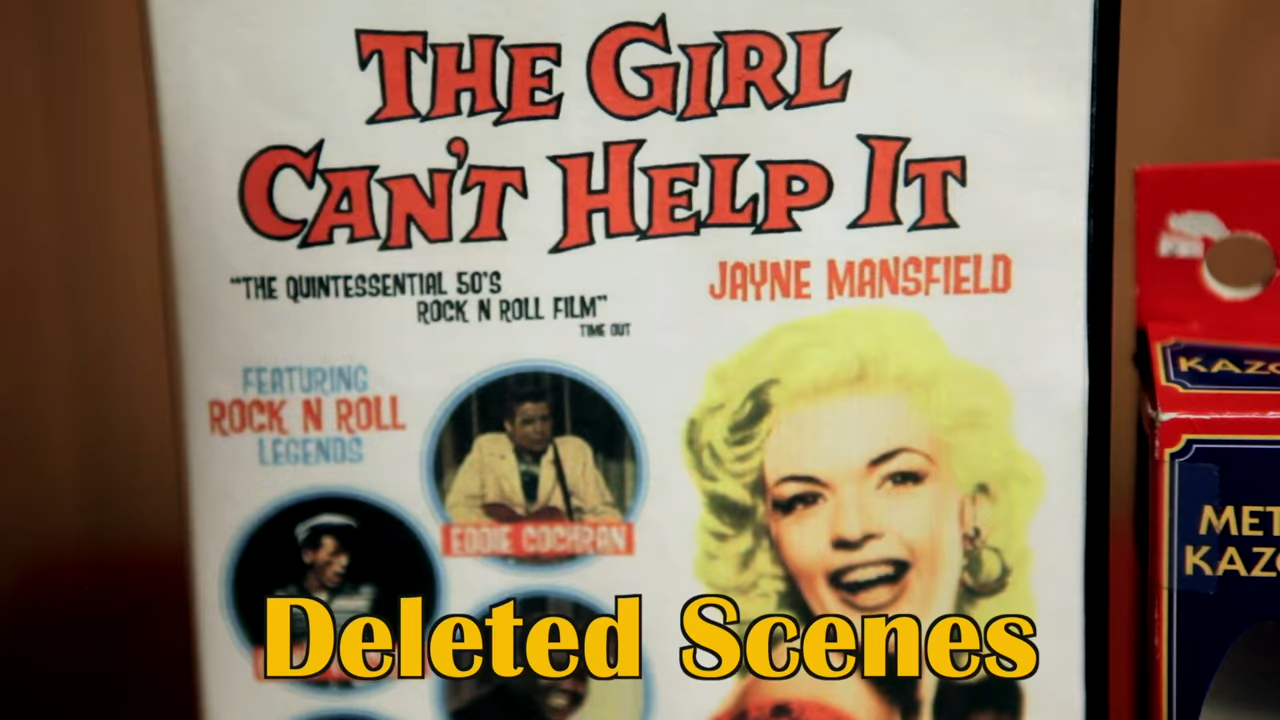 THE GIRL
CAN'T HELP IT
"THE QUINTESSENTIAL 50'S
ROCK N ROLL FILM"
TIME OUT
JAYNE MANSFIELD
FEATURING
ROCK N ROLL
LEGENDS
EDDIE COCHRAN
Deleted Scenes
KAZO
MET
KAZO